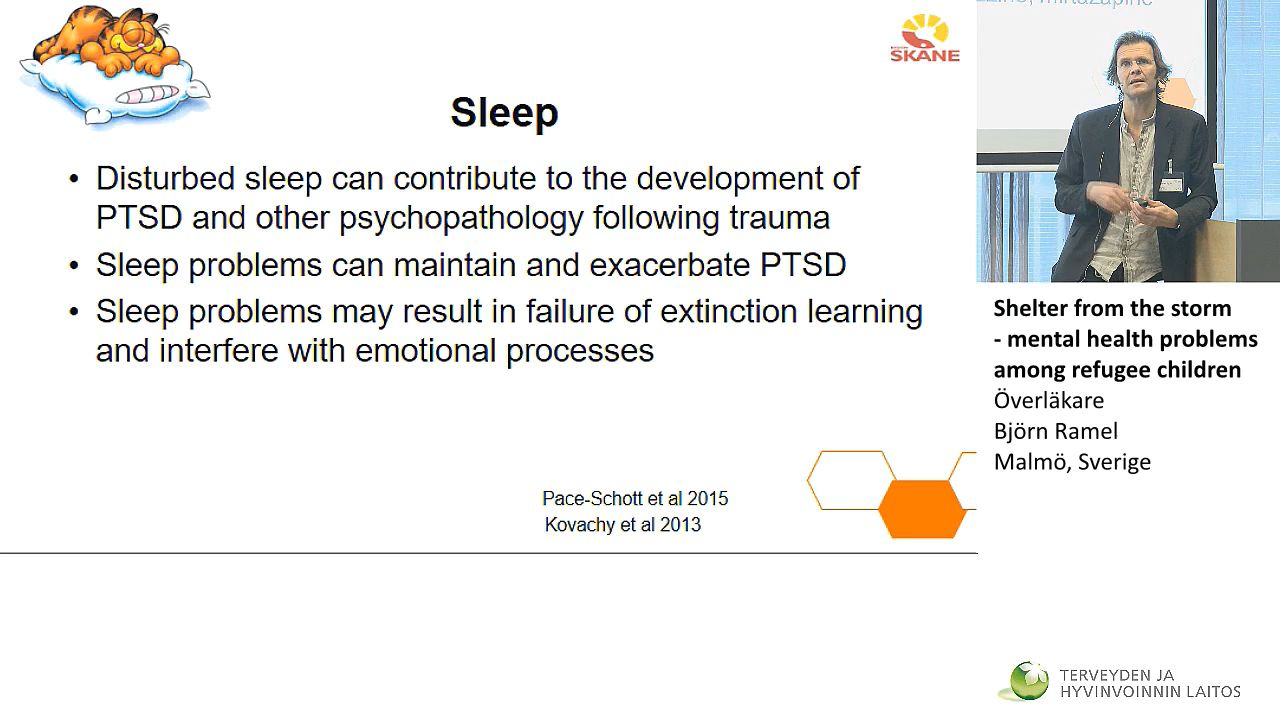 SKÅNE
Sleep
• Disturbed sleep can contribute to the development of
PTSD and other psychopathology following trauma
• Sleep problems can maintain and exacerbate PTSD
• Sleep problems may result in failure of extinction learning
and interfere with emotional processes
Pace-Schott et al 2015
Kovachy et al 2013
mirtazapine
Shelter from the storm
- mental health problems
among refugee children
Överläkare
Björn Ramel
Malmö, Sverige
TERVEYDEN JA
HYVINVOINNIN LAITOS